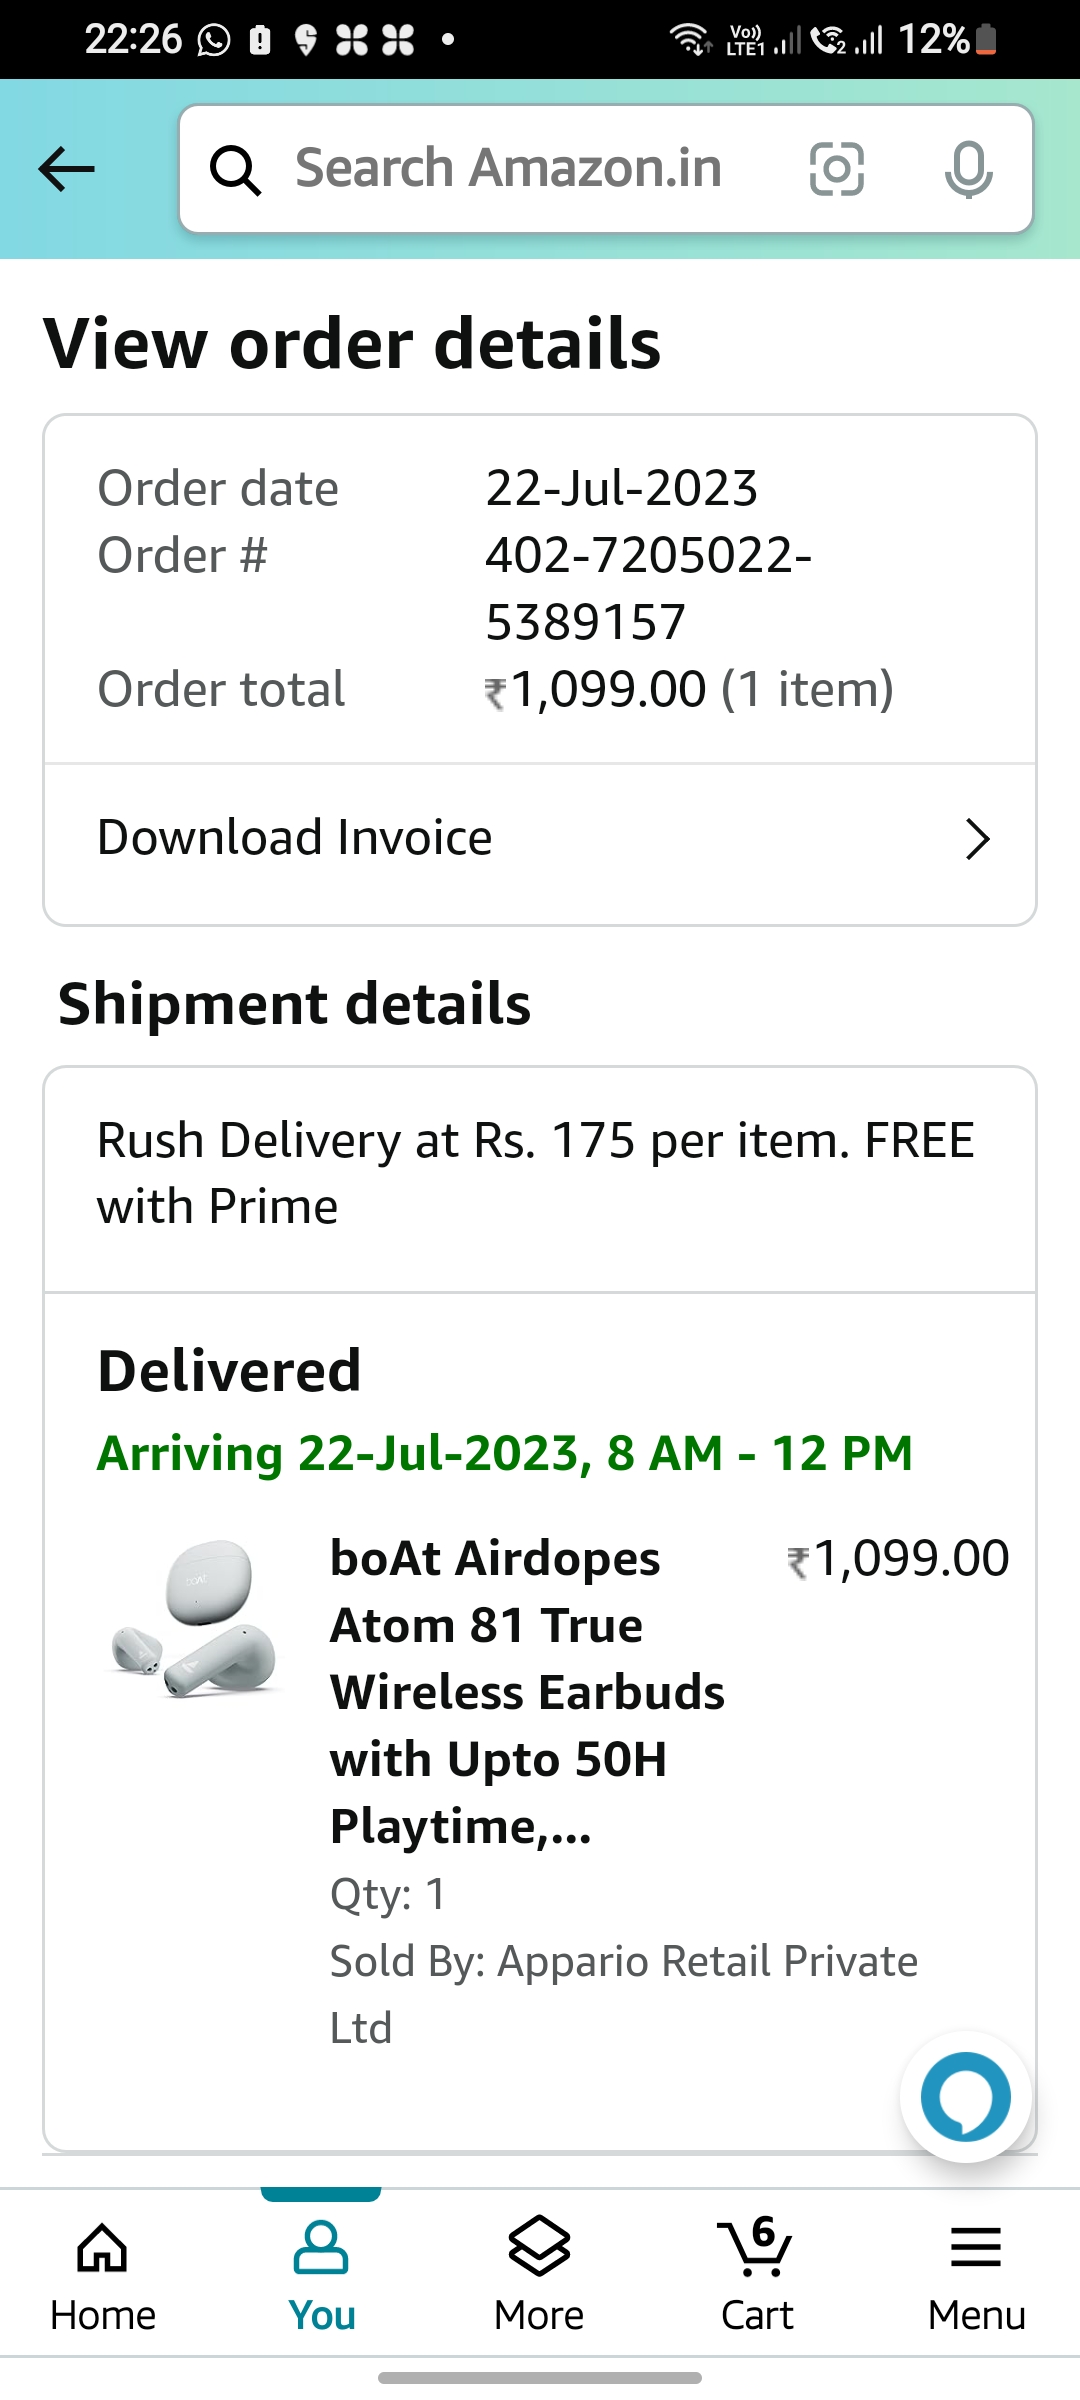 22:26 Vo)) LTE1 2 12%
Search Amazon.in
View order details
Order date 22-Jul-2023
Order # 402-7205022-
5389157
Order total ₹1,099.00 (1 item)
Download Invoice
Shipment details
Rush Delivery at Rs. 175 per item. FREE
with Prime
Delivered
Arriving 22-Jul-2023, 8 AM - 12 PM
boAt Airdopes ₹1,099.00
Atom 81 True
Wireless Earbuds
with Upto 50H
Playtime,...
Qty: 1
Sold By: Appario Retail Private
Ltd
6
Home You More Cart Menu